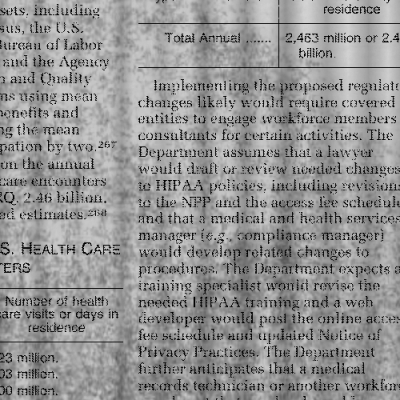 sets, including
sus, the U.S.
Bureau of Labor
and the Agency
n and Quality
ns using mean
benefits and
ng the mean
pation by two.267
on the annual
care encounters
RQ, 2.46 billion,
ed estimates.268
S. HEALTH CARE
TERS
Number of health
care visits or days in
residence
23 million.
03 million.
00 million.
residence
Total Annual ....... 2,463 million or 2.4
billion.
Implementing the proposed regulato
changes likely would require covered
entities to engage workforce members
consultants for certain activities. The
Department assumes that a lawyer
would draft or review needed changes
to HIPAA policies, including revisions
to the NPP and the access fee schedule
and that a medical and health services
manager (e.g., compliance manager)
would develop related changes to
procedures. The Department expects a
training specialist would revise the
needed HIPAA training and a web
developer would post the online acces
fee schedule and updated Notice of
Privacy Practices. The Department
further anticipates that a medical
records technician or another workfor